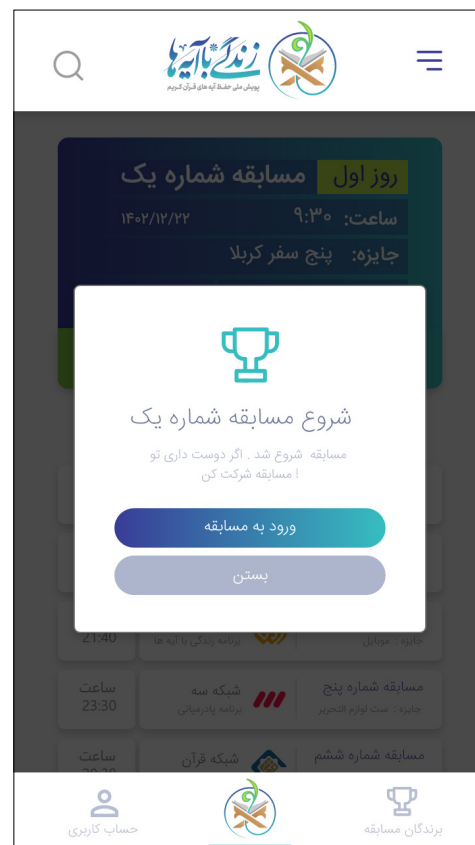 زندگی با آیه‌ها
پویش ملی حفظ آیه های قرآن کریم
روز اول مسابقه شماره یک
ساعت: ۹:۳۰ ۱۴۰۲/۱۲/۲۲
جایزه: پنج سفر کربلا
شروع مسابقه شماره یک
مسابقه شروع شد . اگر دوست داری تو
مسابقه شرکت کن !
ورود به مسابقه
بستن
جایزه : موبایل برنامه زندگی با آیه ها 21:40
مسابقه شماره پنج شبکه سه ساعت
جایزه : ست لوازم التحریر برنامه پادرمیانی 23:30
مسابقه شماره ششم شبکه قرآن ساعت
برندگان مسابقه حساب کاربری